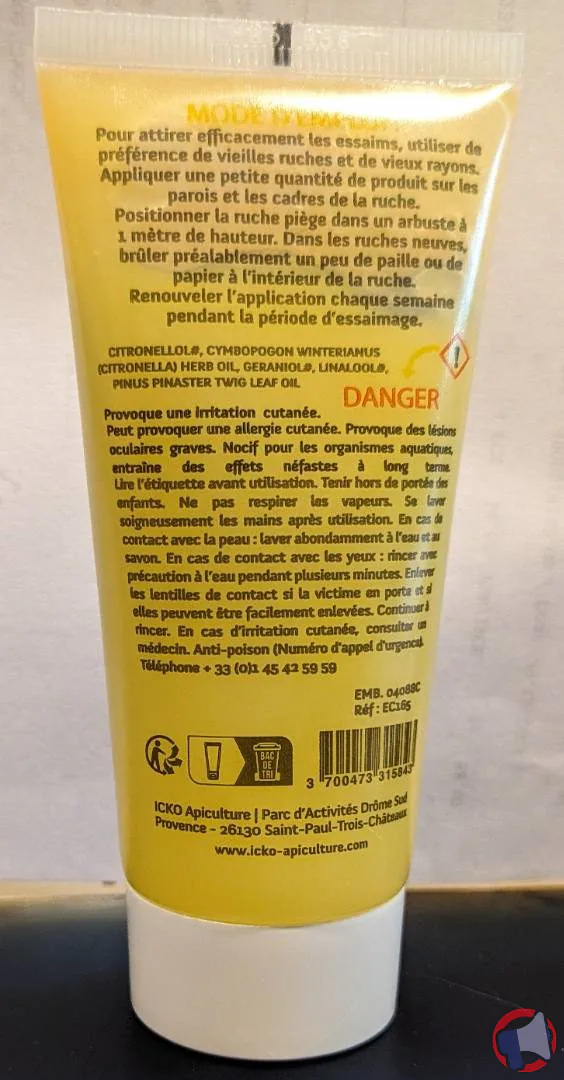 MODE D'EMPLOI
Pour attirer efficacement les essaims, utiliser de
préférence de vieilles ruches et de vieux rayons.
Appliquer une petite quantité de produit sur les
parois et les cadres de la ruche.
Positionner la ruche piège dans un arbuste à
1 mètre de hauteur. Dans les ruches neuves,
brûler préalablement un peu de paille ou de
papier à l'intérieur de la ruche.
Renouveler l'application chaque semaine
pendant la période d'essaimage.
CITRONELLOL#, CYMBOPOGON WINTERIANUS
(CITRONELLA) HERB OIL, GERANIOL#, LINALOOL#,
PINUS PINASTER TWIG LEAF OIL
DANGER
Provoque une irritation cutanée.
Peut provoquer une allergie cutanée. Provoque des lésions
oculaires graves. Nocif pour les organismes aquatiques,
entraîne des effets néfastes à long terme.
Lire l'étiquette avant utilisation. Tenir hors de portée des
enfants. Ne pas respirer les vapeurs. Se laver
soigneusement les mains après utilisation. En cas de
contact avec la peau : laver abondamment à l'eau et au
savon. En cas de contact avec les yeux : rincer avec
précaution à l'eau pendant plusieurs minutes. Enlever
les lentilles de contact si la victime en porte et si
elles peuvent être facilement enlevées. Continuer à
rincer. En cas d'irritation cutanée, consulter un
médecin. Anti-poison (Numéro d'appel d'urgence).
Téléphone + 33 (0)1 45 42 59 59
EMB. 04088C
Réf : EC165
BAC
DE
TRI
3 700473 315843
ICKO Apiculture | Parc d'Activités Drôme Sud
Provence - 26130 Saint-Paul-Trois-Châteaux
www.icko-apiculture.com